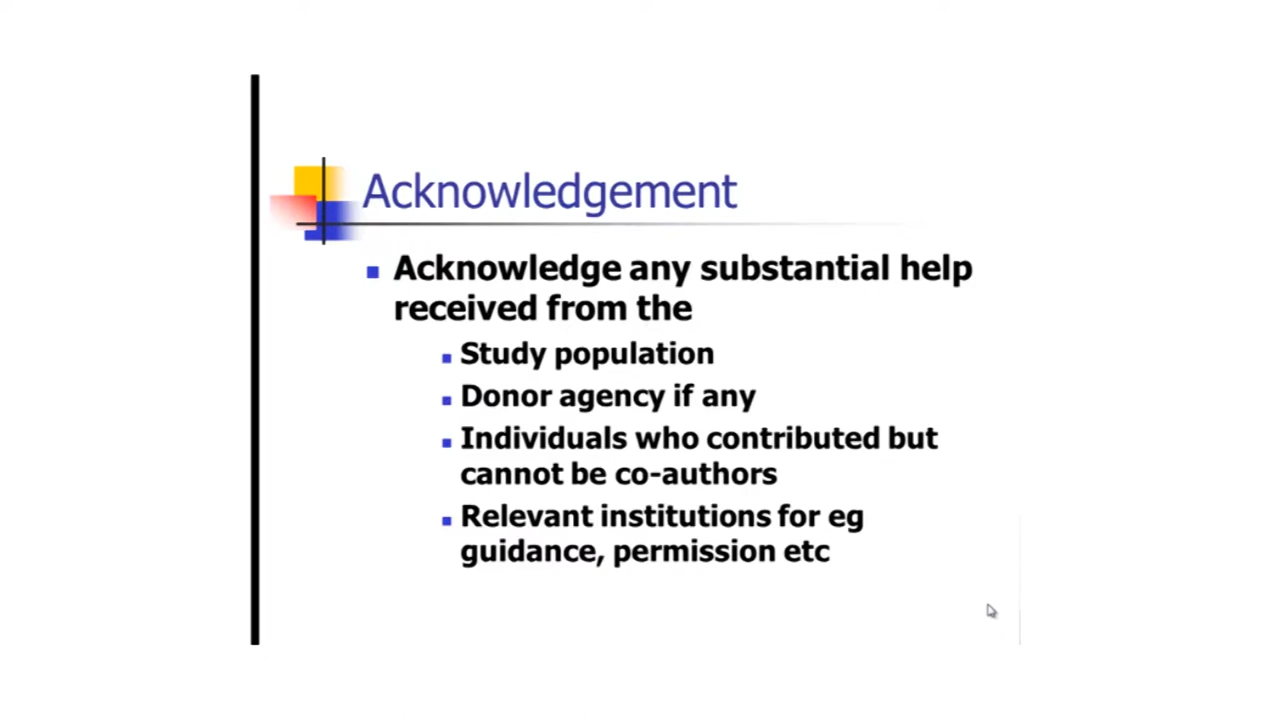 Acknowledgement
Acknowledge any substantial help
received from the
Study population
Donor agency if any
Individuals who contributed but
cannot be co-authors
Relevant institutions for eg
guidance, permission etc